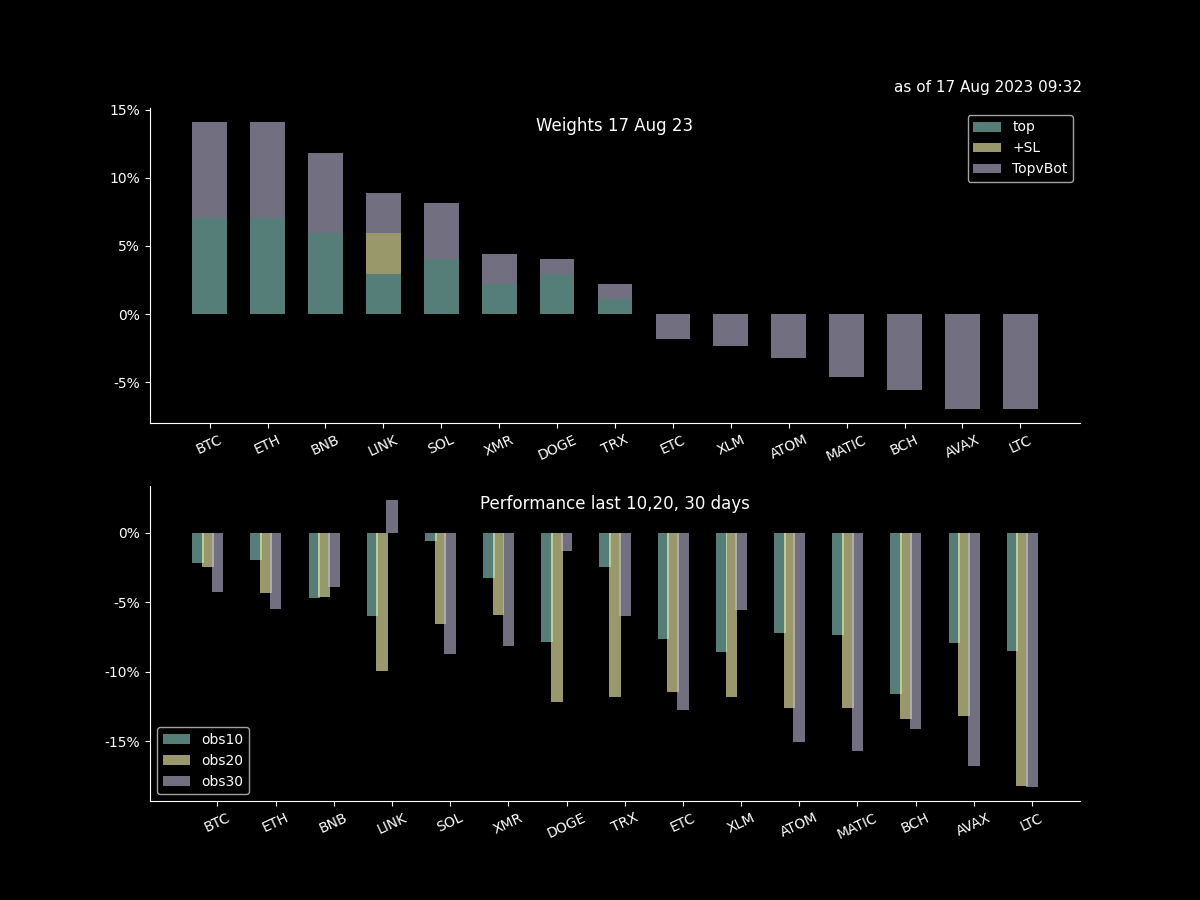 as of 17 Aug 2023 09:32
Weights 17 Aug 23
15%
10%
5%
0%
-5%
top
+SL
TopvBot
BTC ETH BNB LINK SOL XMR DOGE TRX ETC XLM ATOM MATIC BCH AVAX LTC
Performance last 10,20, 30 days
0%
-5%
-10%
-15%
obs10
obs20
obs30
BTC ETH BNB LINK SOL XMR DOGE TRX ETC XLM ATOM MATIC BCH AVAX LTC